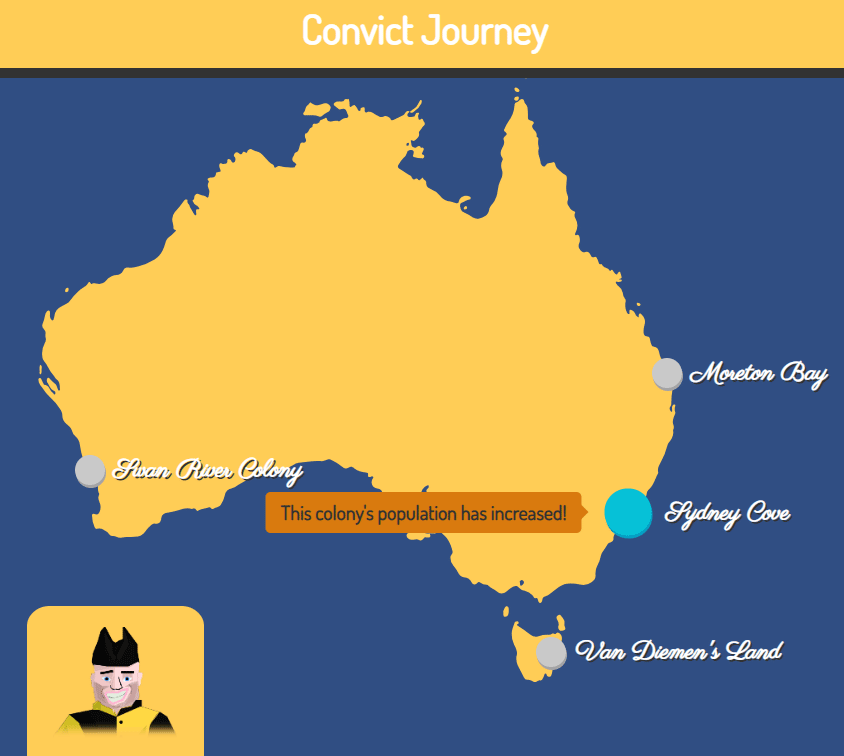 Convict Journey
Moreton Bay
Swan River Colony
This colony's population has increased!
Sydney Cove
Van Diemen's Land